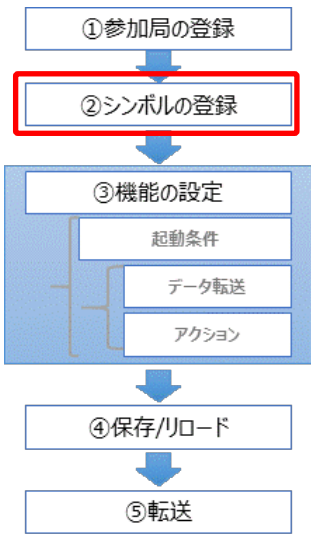 ①参加局の登録
②シンボルの登録
③機能の設定
起動条件
データ転送
アクション
④保存/リロード
⑤転送